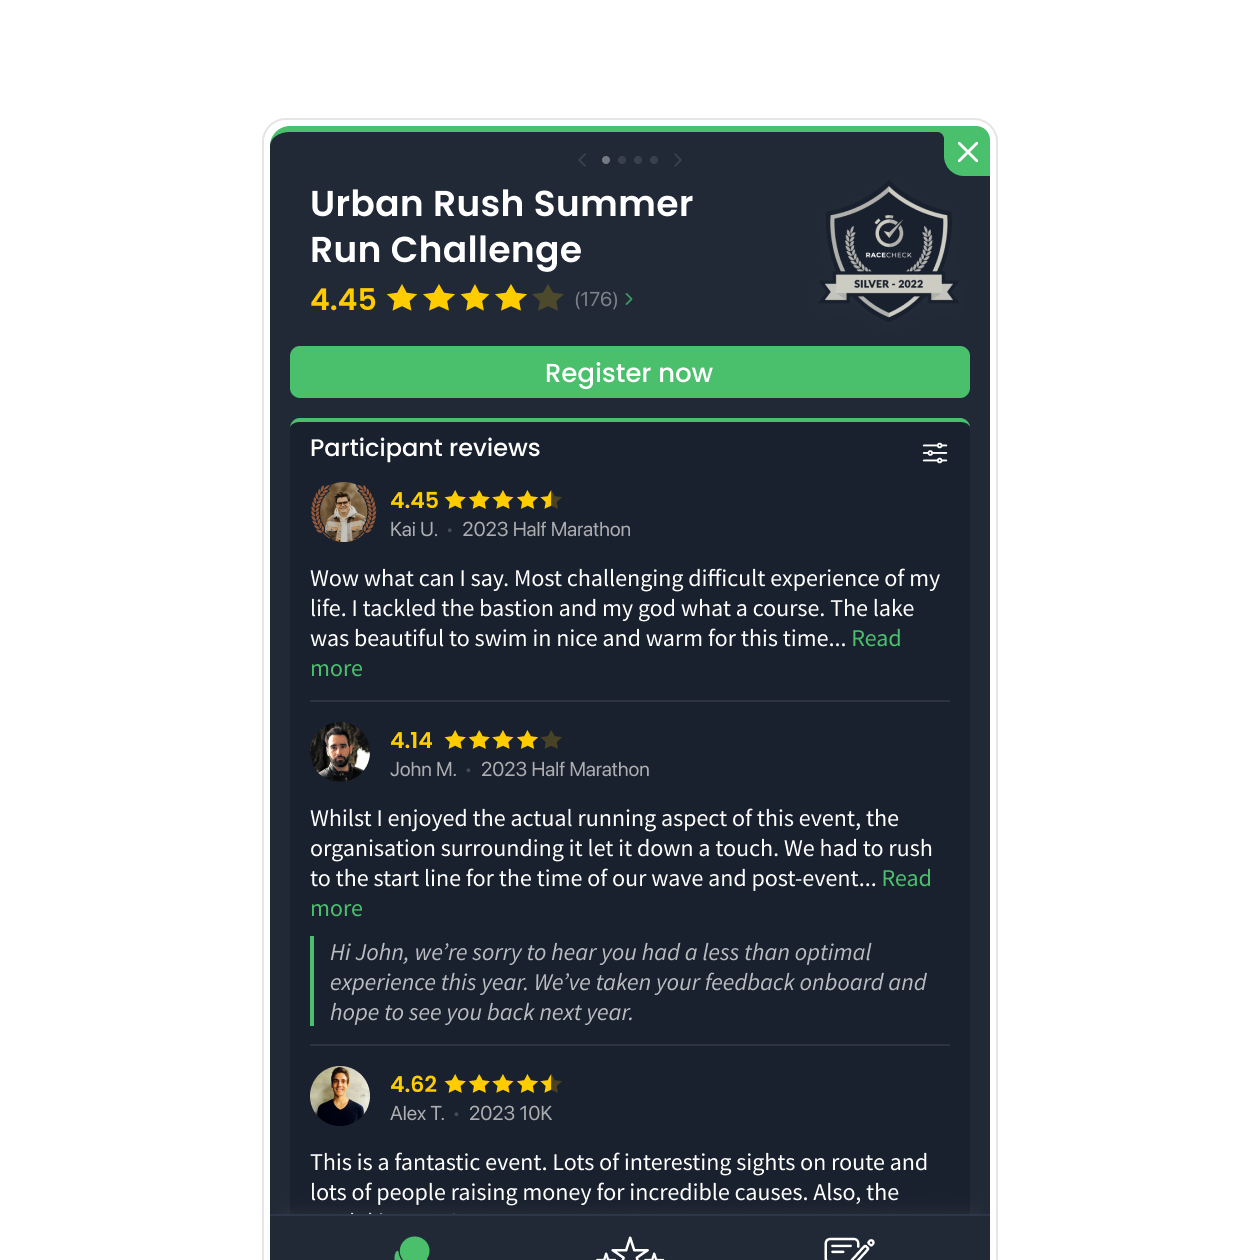 Urban Rush Summer
Run Challenge
4.45 (176)
RACECHECK
SILVER - 2022
Register now
Participant reviews
4.45
Kai U. • 2023 Half Marathon
Wow what can I say. Most challenging difficult experience of my
life. I tackled the bastion and my god what a course. The lake
was beautiful to swim in nice and warm for this time... Read
more
4.14
John M. • 2023 Half Marathon
Whilst I enjoyed the actual running aspect of this event, the
organisation surrounding it let it down a touch. We had to rush
to the start line for the time of our wave and post-event... Read
more
Hi John, we’re sorry to hear you had a less than optimal
experience this year. We’ve taken your feedback onboard and
hope to see you back next year.
4.62
Alex T. • 2023 10K
This is a fantastic event. Lots of interesting sights on route and
lots of people raising money for incredible causes. Also, the